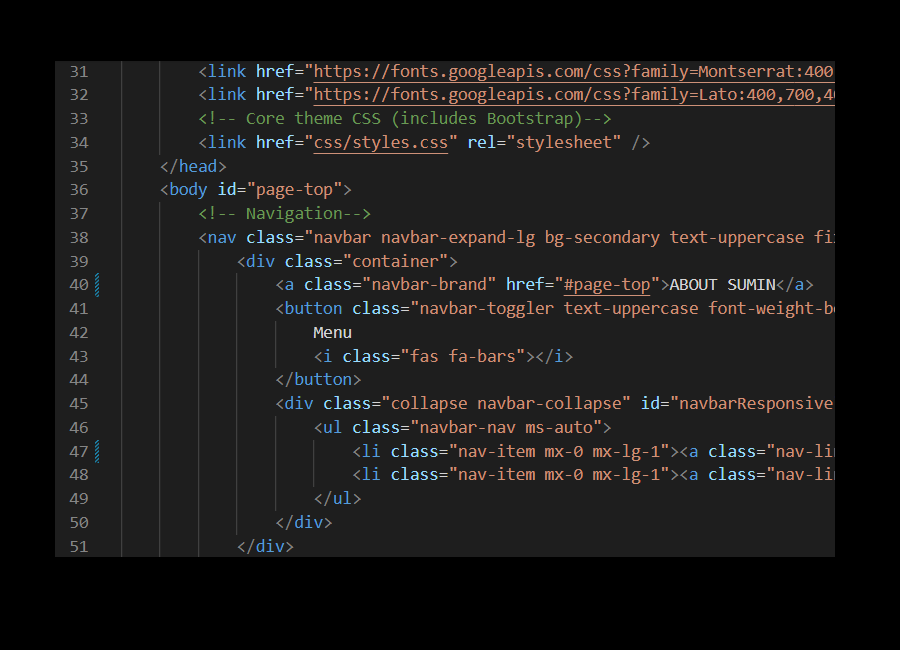 31 <link href="https://fonts.googleapis.com/css?family=Montserrat:400
32 <link href="https://fonts.googleapis.com/css?family=Lato:400,700,4
33 <!-- Core theme CSS (includes Bootstrap)-->
34 <link href="css/styles.css" rel="stylesheet" />
35 </head>
36 <body id="page-top">
37 <!-- Navigation-->
38 <nav class="navbar navbar-expand-lg bg-secondary text-uppercase fi
39 <div class="container">
40 <a class="navbar-brand" href="#page-top">ABOUT SUMIN</a>
41 <button class="navbar-toggler text-uppercase font-weight-b
42 Menu
43 <i class="fas fa-bars"></i>
44 </button>
45 <div class="collapse navbar-collapse" id="navbarResponsive
46 <ul class="navbar-nav ms-auto">
47 <li class="nav-item mx-0 mx-lg-1"><a class="nav-li
48 <li class="nav-item mx-0 mx-lg-1"><a class="nav-li
49 </ul>
50 </div>
51 </div>